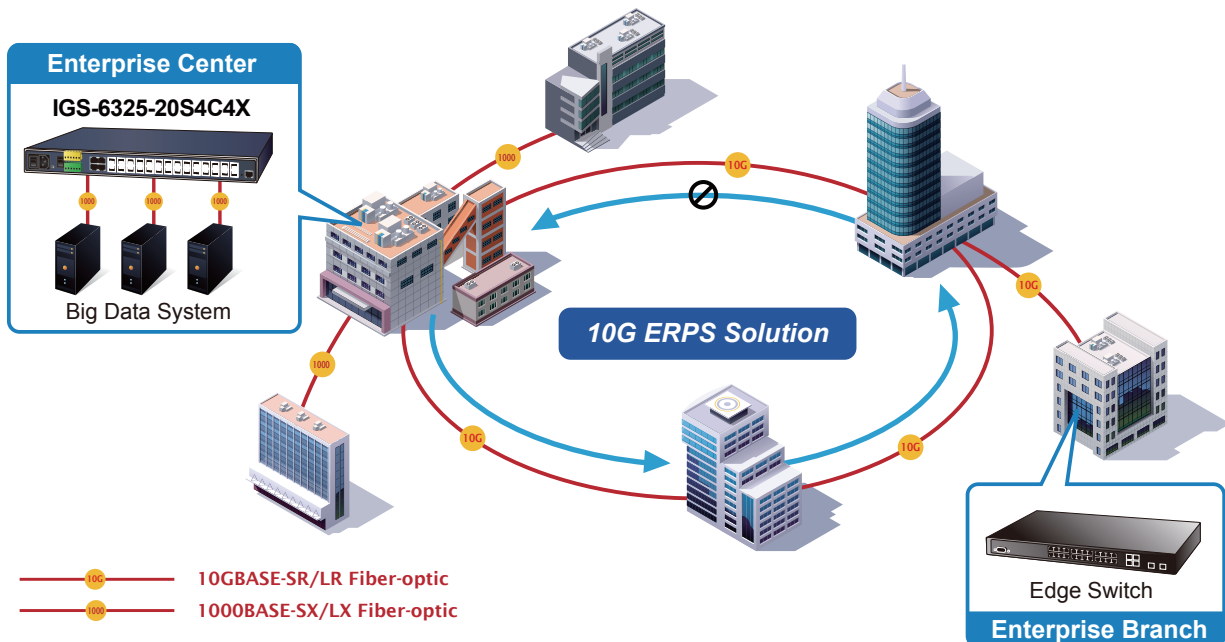 Enterprise Center
IGS-6325-20S4C4X
1000
1000
1000
Big Data System
1000
10G
10G
10G ERPS Solution
1000
10G
10G
Edge Switch
Enterprise Branch
10G 10GBASE-SR/LR Fiber-optic
1000 1000BASE-SX/LX Fiber-optic